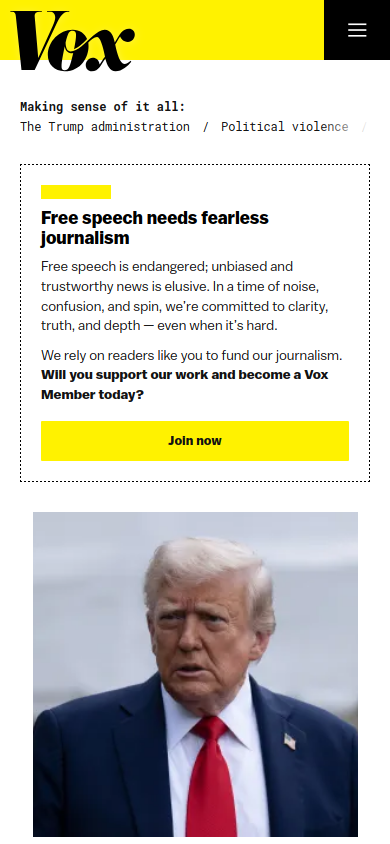 Vox
Making sense of it all:
The Trump administration / Political violence /
Free speech needs fearless
journalism
Free speech is endangered; unbiased and
trustworthy news is elusive. In a time of noise,
confusion, and spin, we're committed to clarity,
truth, and depth — even when it's hard.
We rely on readers like you to fund our journalism.
Will you support our work and become a Vox
Member today?
Join now